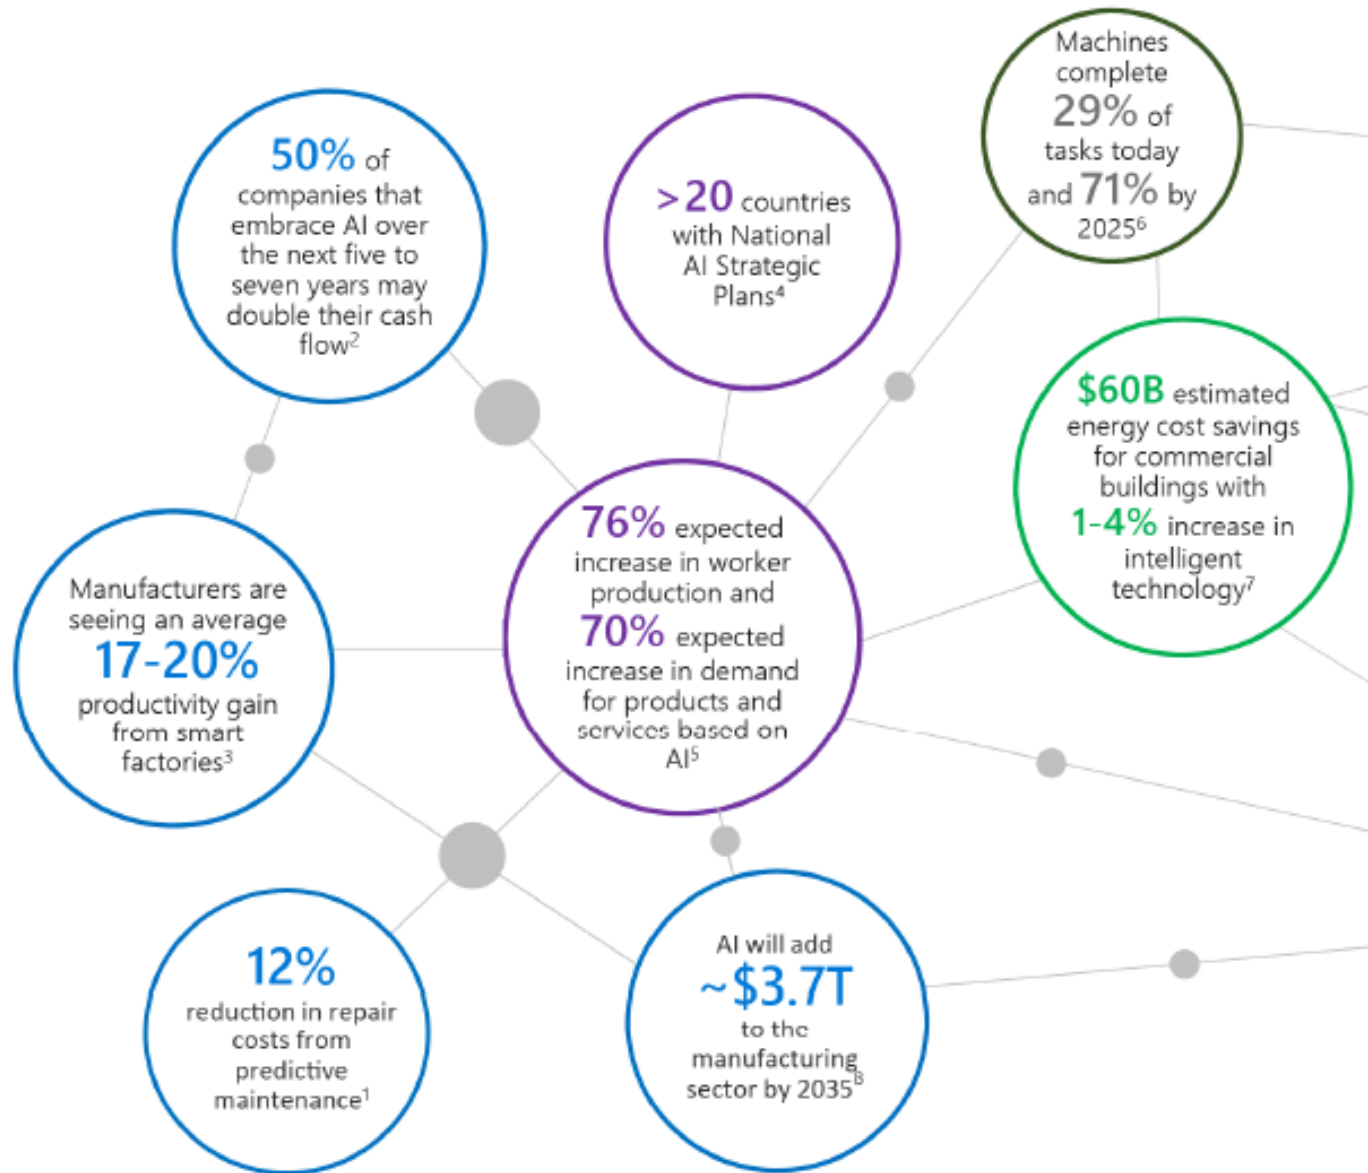 50% of
companies that
embrace AI over
the next five to
seven years may
double their cash
flow²
>20 countries
with National
AI Strategic
Plans⁴
Machines
complete
29% of
tasks today
and 71% by
2025⁶
$60B estimated
energy cost savings
for commercial
buildings with
1-4% increase in
intelligent
technology⁷
76% expected
increase in worker
production and
70% expected
increase in demand
for products and
services based on
AI⁵
Manufacturers are
seeing an average
17-20%
productivity gain
from smart
factories³
12%
reduction in repair
costs from
predictive
maintenance¹
AI will add
~$3.7T
to the
manufacturing
sector by 2035⁸